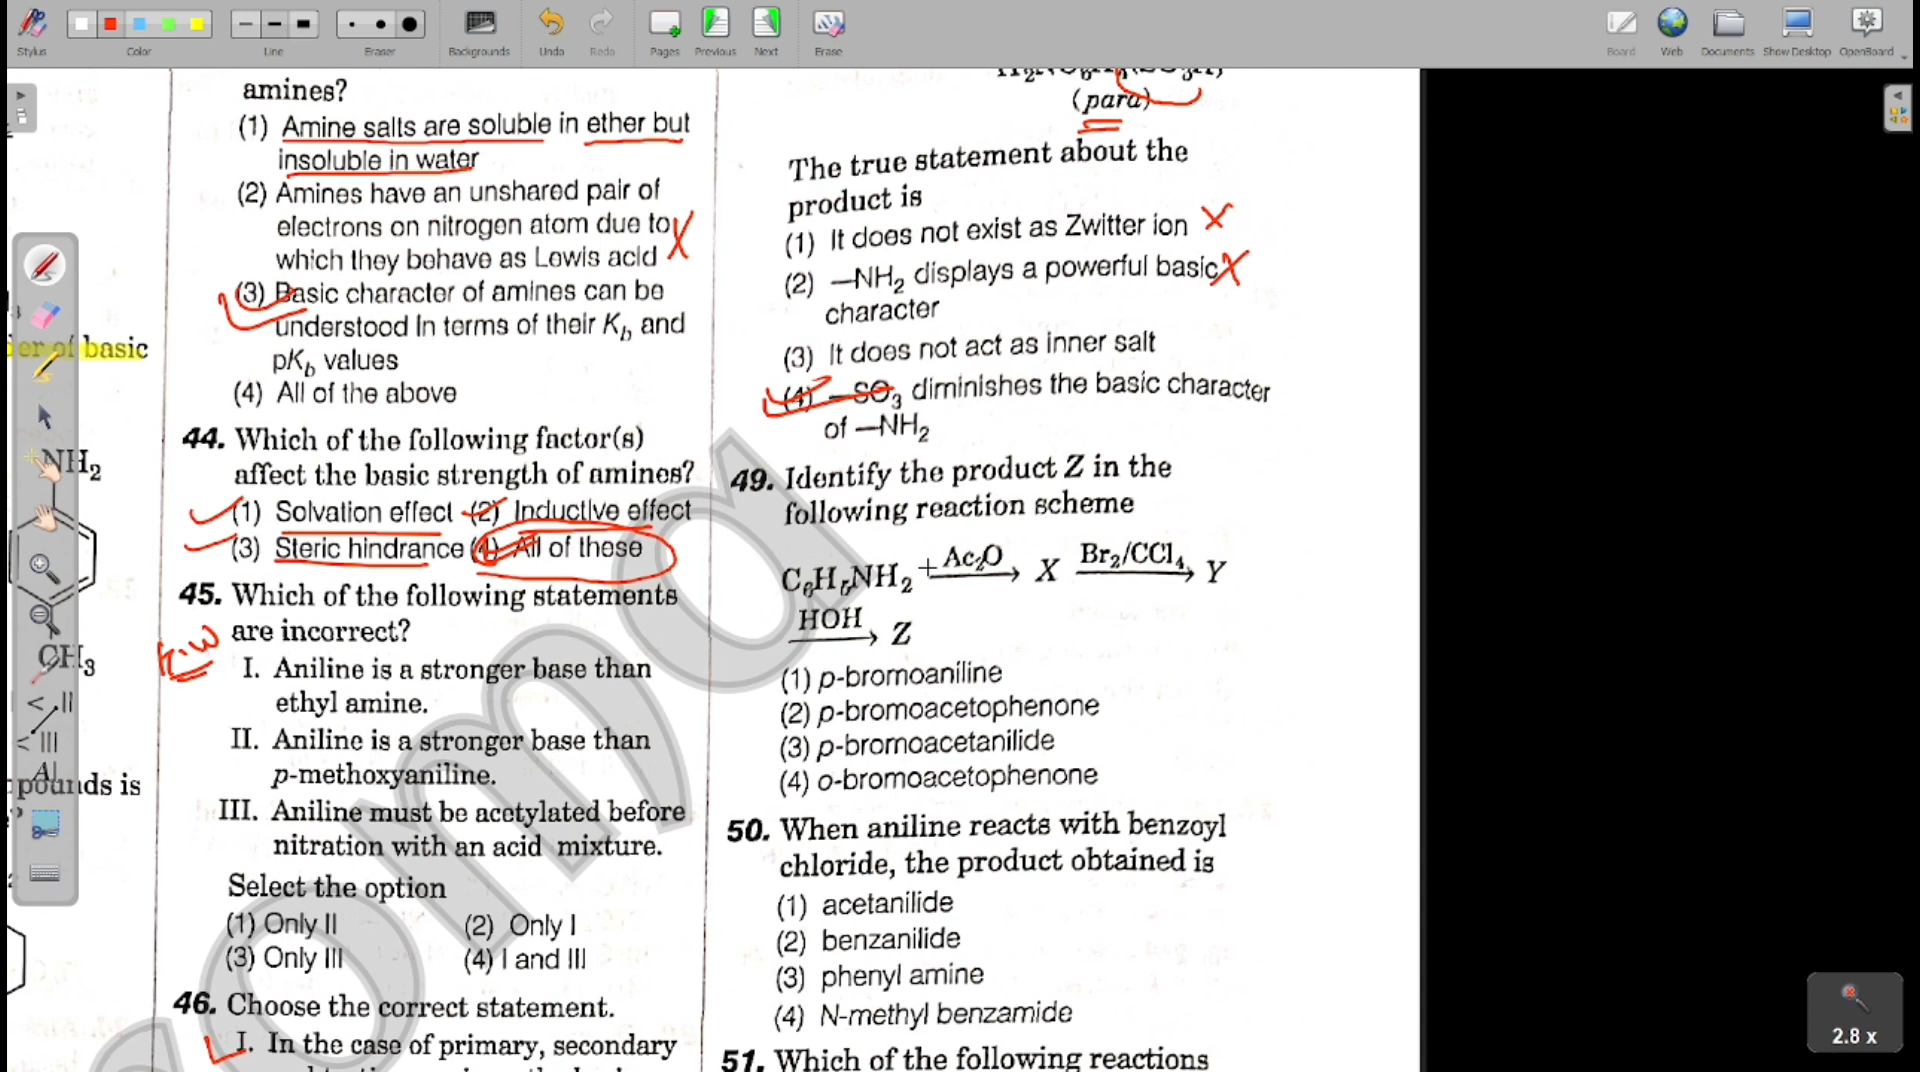 Stylus
Color
Line
Eraser
Backgrounds
Undo
Redo
Pages
Previous
Next
Erase
Board
Web
Documents
Show Desktop
OpenBoard
der of basic
NH2
CH3
< II
< III
pounds is
amines?
(1) Amine salts are soluble in ether but
insoluble in water
(2) Amines have an unshared pair of
electrons on nitrogen atom due to
which they behave as Lewis acid
(3) Basic character of amines can be
understood in terms of their Kb and
pKb values
(4) All of the above
44. Which of the following factor(s)
affect the basic strength of amines?
(1) Solvation effect (2) Inductive effect
(3) Steric hindrance (4) All of these
45. Which of the following statements
are incorrect?
H.W
I. Aniline is a stronger base than
ethyl amine.
II. Aniline is a stronger base than
p-methoxyaniline.
III. Aniline must be acetylated before
nitration with an acid mixture.
Select the option
(1) Only II (2) Only I
(3) Only III (4) I and III
46. Choose the correct statement.
I. In the case of primary, secondary
(para)
The true statement about the
product is
(1) It does not exist as Zwitter ion
(2) —NH2 displays a powerful basic
character
(3) It does not act as inner salt
(4) —SO3 diminishes the basic character
of —NH2
49. Identify the product Z in the
following reaction scheme
C6H5NH2 + Ac2O → X Br2/CCl4 → Y
HOH → Z
(1) p-bromoaniline
(2) p-bromoacetophenone
(3) p-bromoacetanilide
(4) o-bromoacetophenone
50. When aniline reacts with benzoyl
chloride, the product obtained is
(1) acetanilide
(2) benzanilide
(3) phenyl amine
(4) N-methyl benzamide
51. Which of the following reactions
2.8 x